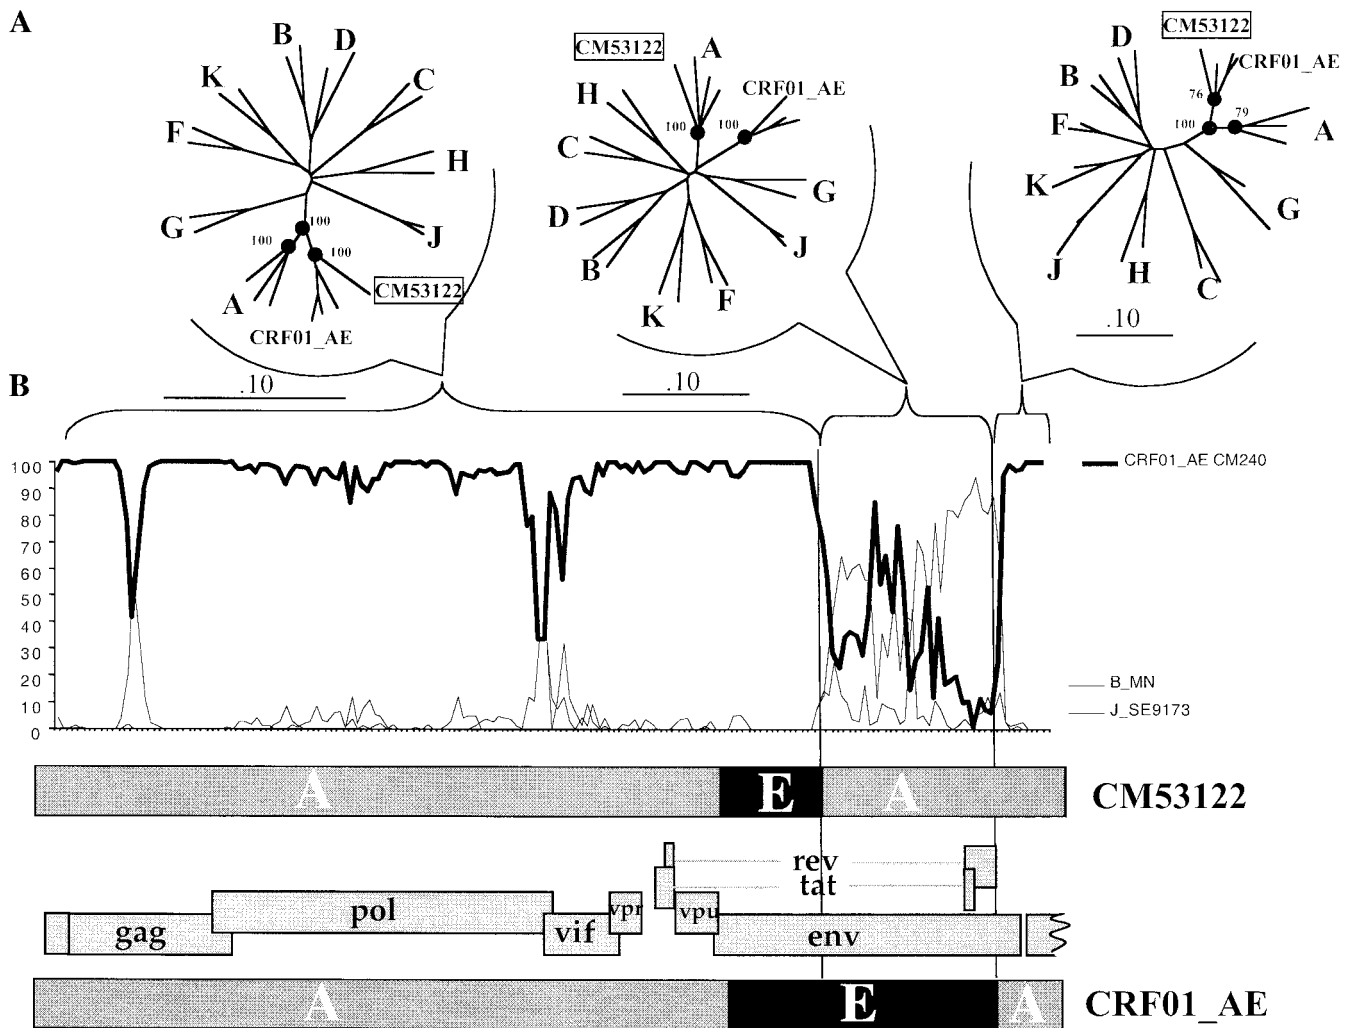 A
B
D
K
C
F
H
G
J
100
100
100
A
CM53122
CRF01_AE
.10
CM53122
A
H
CRF01_AE
100
100
C
G
D
J
B
F
K
.10
CM53122
D
CRF01_AE
B
76
F
100
79
A
K
G
J
H
C
.10
B
100
90
80
70
60
50
40
30
20
10
0
CRF01_AE CM240
B_MN
J_SE9173
A
E
A
CM53122
rev
tat
gag
pol
vif
vpr
vpu
env
A
E
A
CRF01_AE